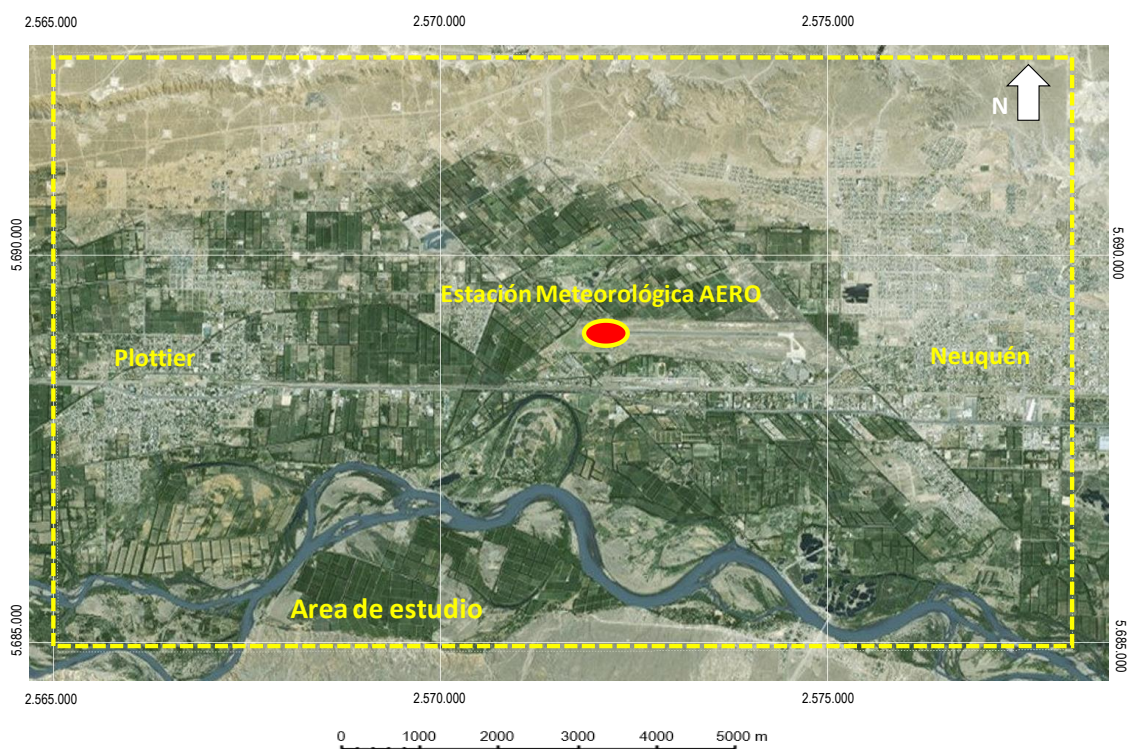 2.565.000 2.570.000 2.575.000
N
5.690.000 5.690.000
Estación Meteorológica AERO
Plottier Neuquén
Area de estudio
5.685.000 5.685.000
2.565.000 2.570.000 2.575.000
0 1000 2000 3000 4000 5000 m